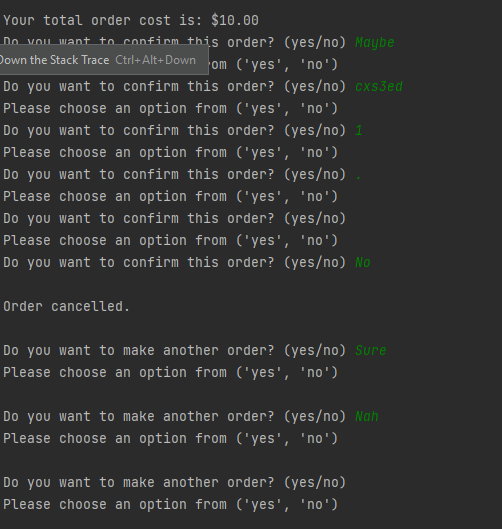 Your total order cost is: $10.00
Do you want to confirm this order? (yes/no) Maybe
Down the Stack Trace Ctrl+Alt+Down
from ('yes', 'no')
Do you want to confirm this order? (yes/no) cxs3ed
Please choose an option from ('yes', 'no')
Do you want to confirm this order? (yes/no) 1
Please choose an option from ('yes', 'no')
Do you want to confirm this order? (yes/no) .
Please choose an option from ('yes', 'no')
Do you want to confirm this order? (yes/no)
Please choose an option from ('yes', 'no')
Do you want to confirm this order? (yes/no) No
Order cancelled.
Do you want to make another order? (yes/no) Sure
Please choose an option from ('yes', 'no')
Do you want to make another order? (yes/no) Nah
Please choose an option from ('yes', 'no')
Do you want to make another order? (yes/no)
Please choose an option from ('yes', 'no')